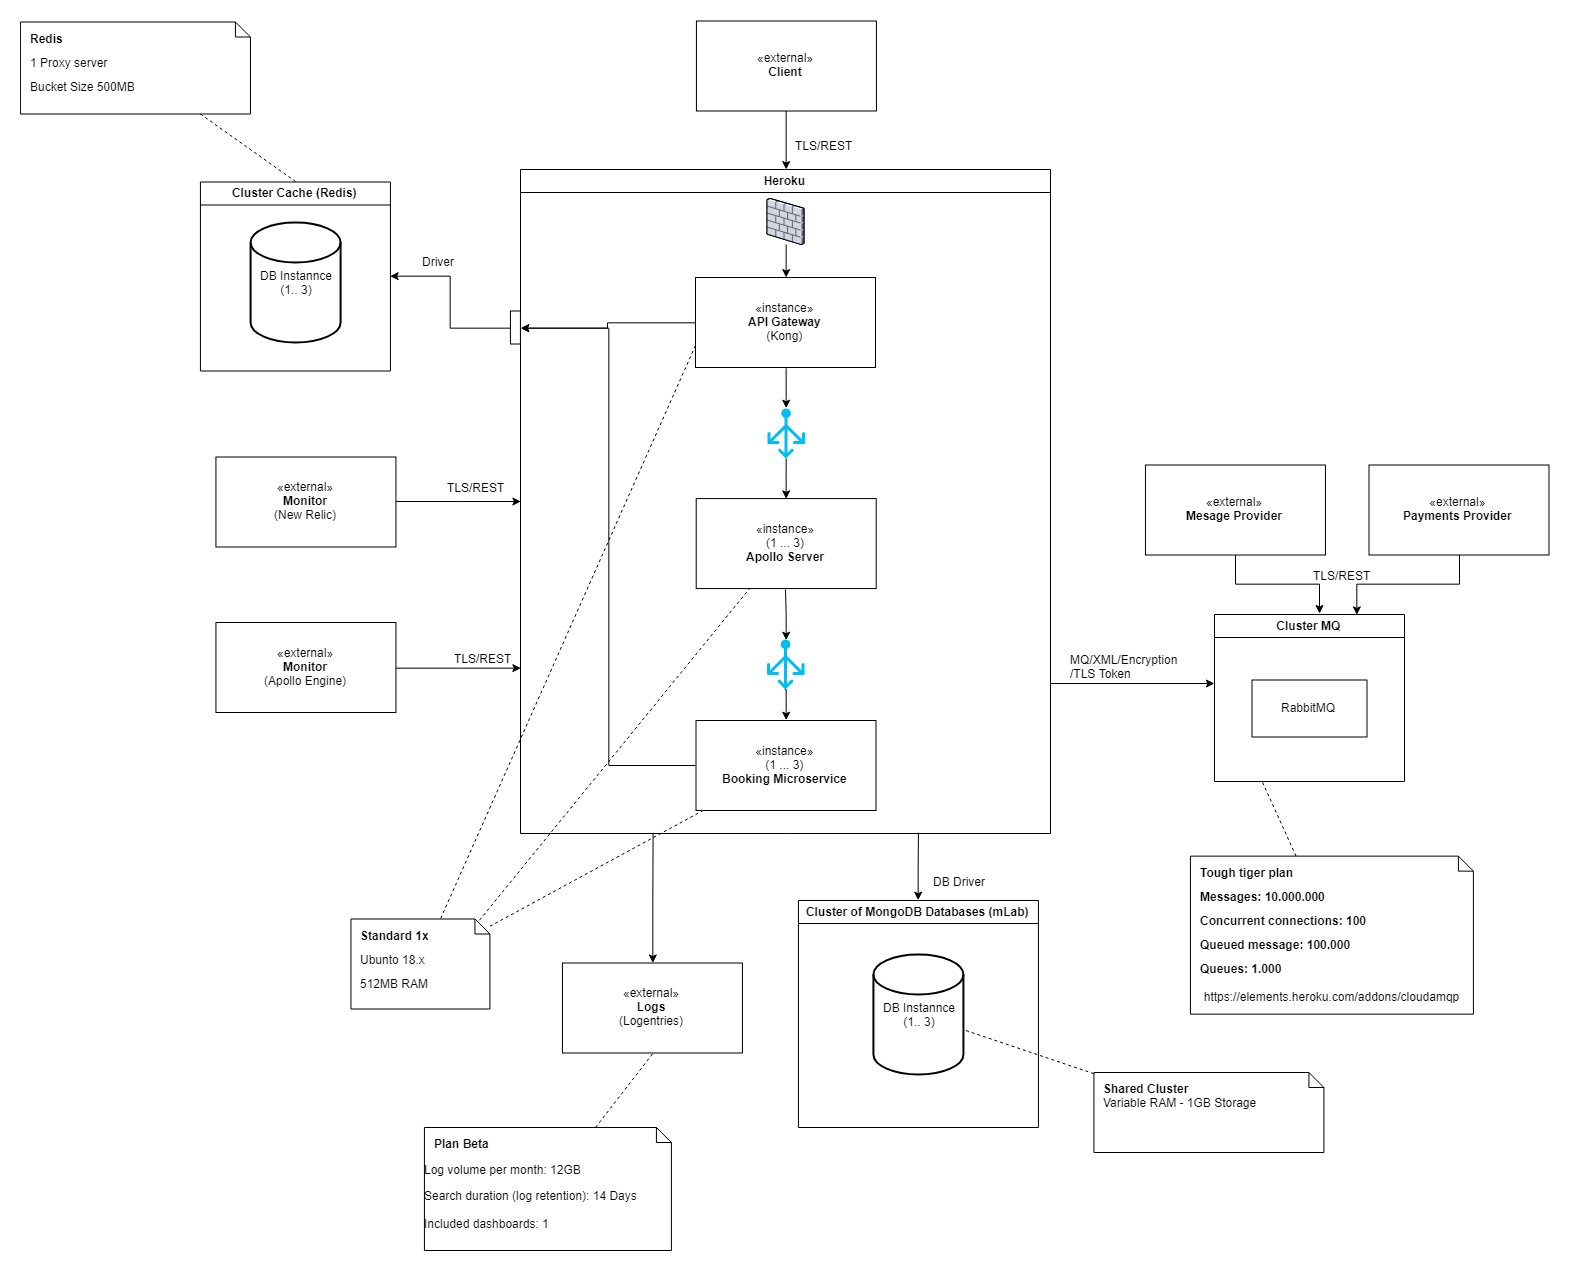 Redis
1 Proxy server
Bucket Size 500MB
«external»
Client
TLS/REST
Heroku
Cluster Cache (Redis)
DB Instannce
(1.. 3)
Driver
«instance»
API Gateway
(Kong)
«external»
Monitor
(New Relic)
TLS/REST
«instance»
(1 ... 3)
Apollo Server
«external»
Mesage Provider
«external»
Payments Provider
TLS/REST
«external»
Monitor
(Apollo Engine)
TLS/REST
Cluster MQ
RabbitMQ
MQ/XML/Encryption
/TLS Token
«instance»
(1 ... 3)
Booking Microservice
DB Driver
Tough tiger plan
Messages: 10.000.000
Concurrent connections: 100
Queued message: 100.000
Queues: 1.000
https://elements.heroku.com/addons/cloudamqp
Standard 1x
Ubunto 18.x
512MB RAM
«external»
Logs
(Logentries)
Cluster of MongoDB Databases (mLab)
DB Instannce
(1.. 3)
Shared Cluster
Variable RAM - 1GB Storage
Plan Beta
Log volume per month: 12GB
Search duration (log retention): 14 Days
Included dashboards: 1